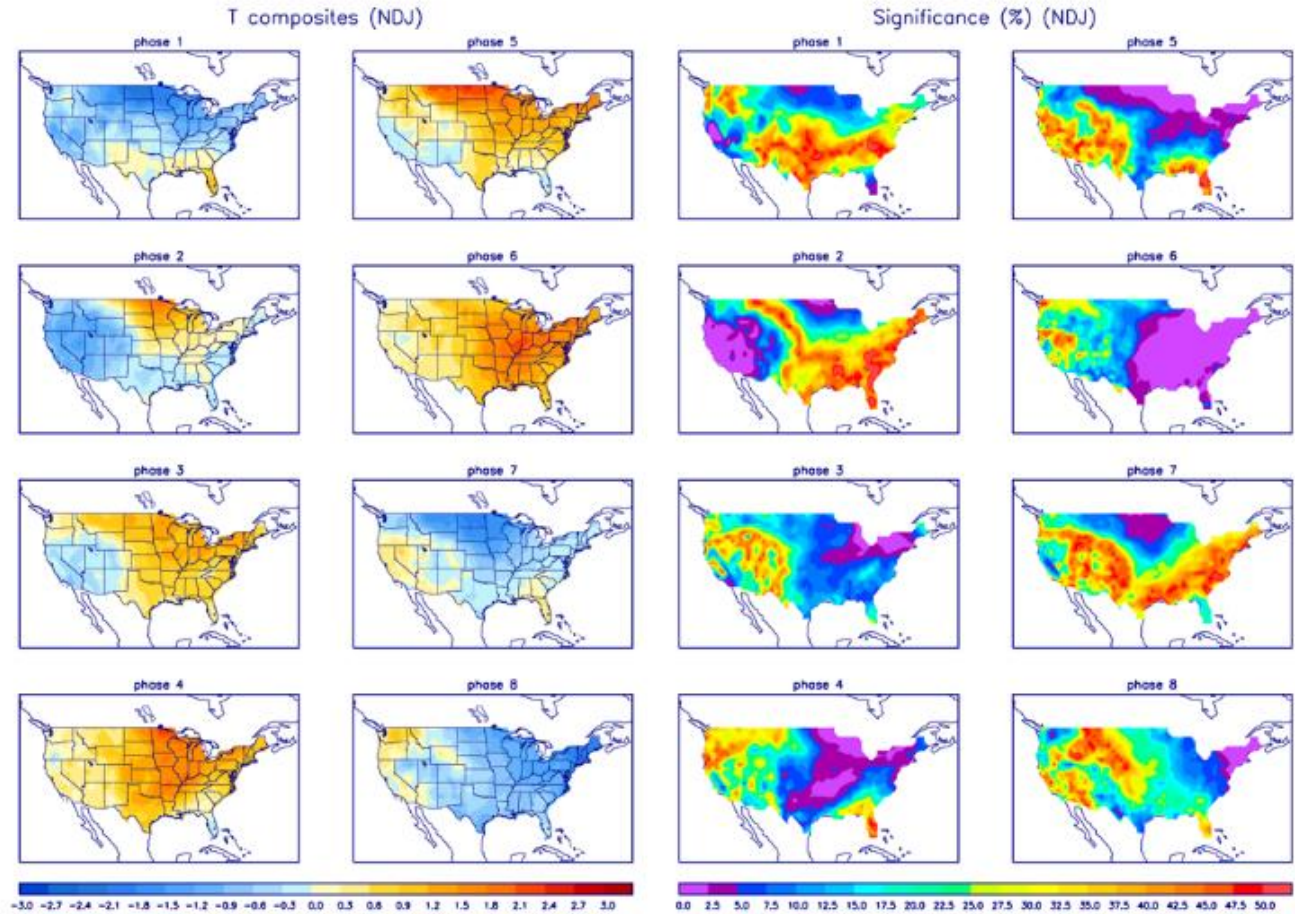 T composites (NDJ)
Significance (%) (NDJ)
phase 1
phase 5
phase 1
phase 5
phase 2
phase 6
phase 2
phase 6
phase 3
phase 7
phase 3
phase 7
phase 4
phase 8
phase 4
phase 8
-3.0 -2.7 -2.4 -2.1 -1.8 -1.5 -1.2 -0.9 -0.6 -0.3 0.0 0.3 0.6 0.9 1.2 1.5 1.8 2.1 2.4 2.7 3.0
0.0 2.5 5.0 7.5 10.0 12.5 15.0 17.5 20.0 22.5 25.0 27.5 30.0 32.5 35.0 37.5 40.0 42.5 45.0 47.5 50.0